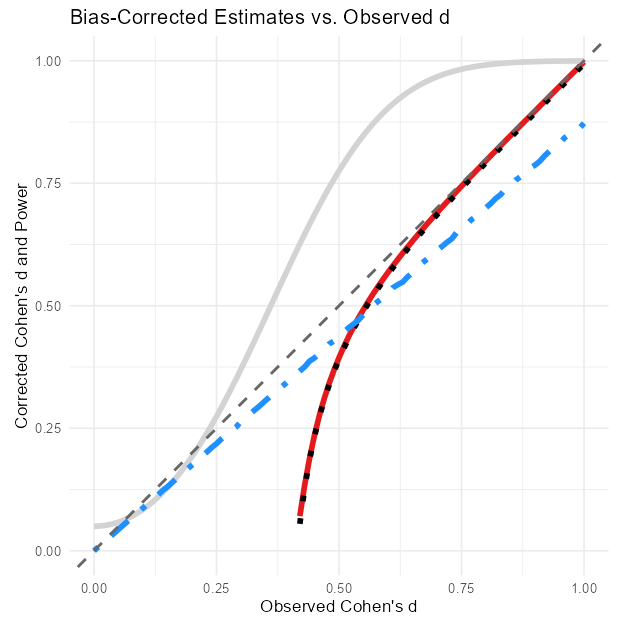 Bias-Corrected Estimates vs. Observed d
Corrected Cohen's d and Power
1.00
0.75
0.50
0.25
0.00
0.00 0.25 0.50 0.75 1.00
Observed Cohen's d